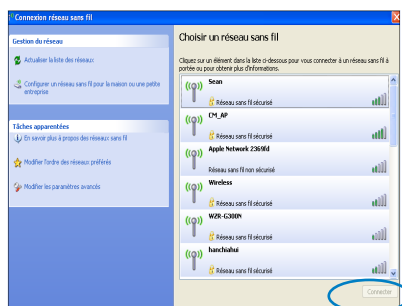 Connexion réseau sans fil
Gestion du réseau
Actualiser la liste des réseaux
Configurer un réseau sans fil pour la maison ou une petite
entreprise
Tâches apparentées
En savoir plus à propos des réseaux sans fil
Modifier l'ordre des réseaux préférés
Modifier les paramètres avancés
Choisir un réseau sans fil
Cliquez sur un élément dans la liste ci-dessous pour vous connecter à un réseau sans fil à
portée ou pour obtenir plus d'informations.
Sean
Réseau sans fil sécurisé
CM_AP
Réseau sans fil sécurisé
Apple Network 2369fd
Réseau sans fil non sécurisé
Wireless
Réseau sans fil sécurisé
WZR-G300N
Réseau sans fil sécurisé
hanchiahui
Réseau sans fil sécurisé
Connecter